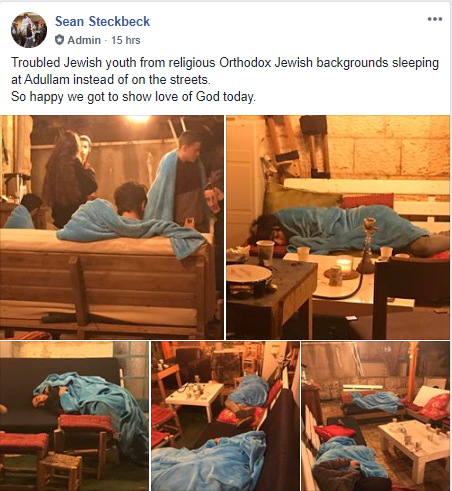 Sean Steckbeck
Admin · 15 hrs
Troubled Jewish youth from religious Orthodox Jewish backgrounds sleeping
at Adullam instead of on the streets.
So happy we got to show love of God today.